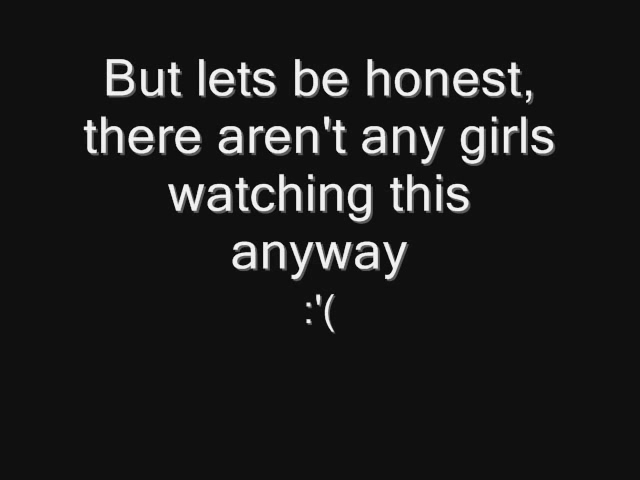 But lets be honest,
there aren't any girls
watching this
anyway
:'(